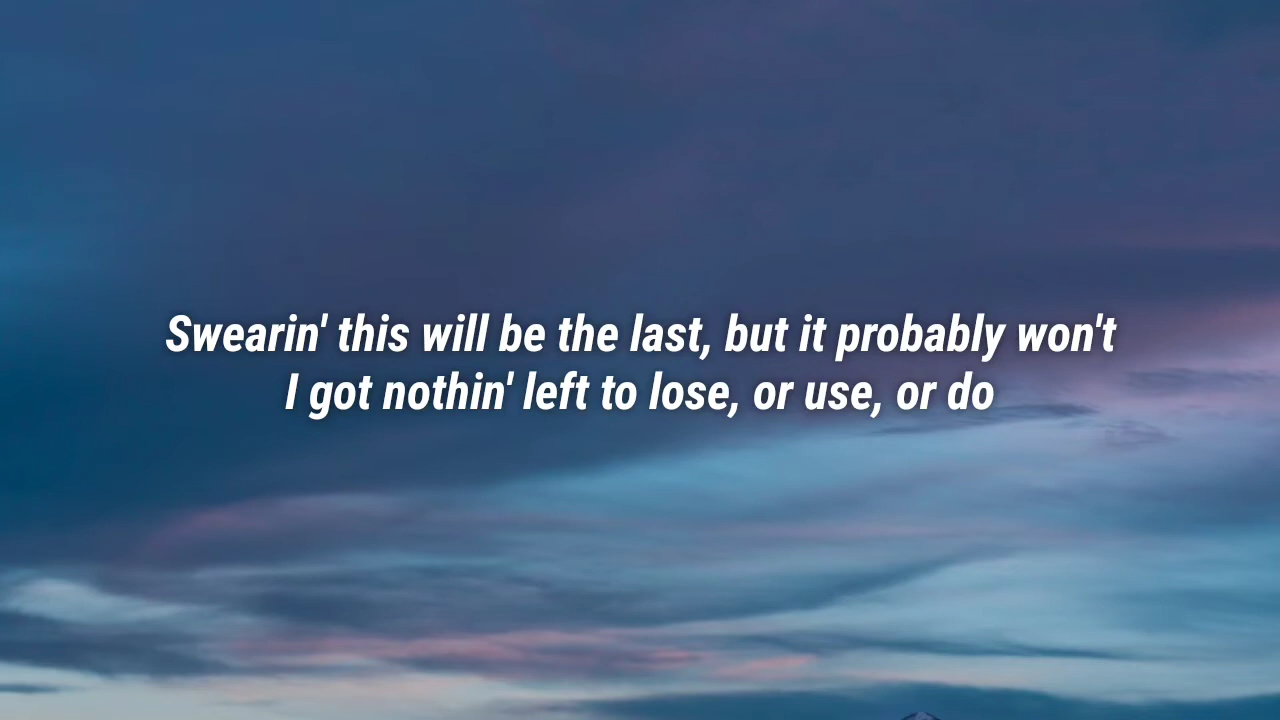 Swearin' this will be the last, but it probably won't
I got nothin' left to lose, or use, or do